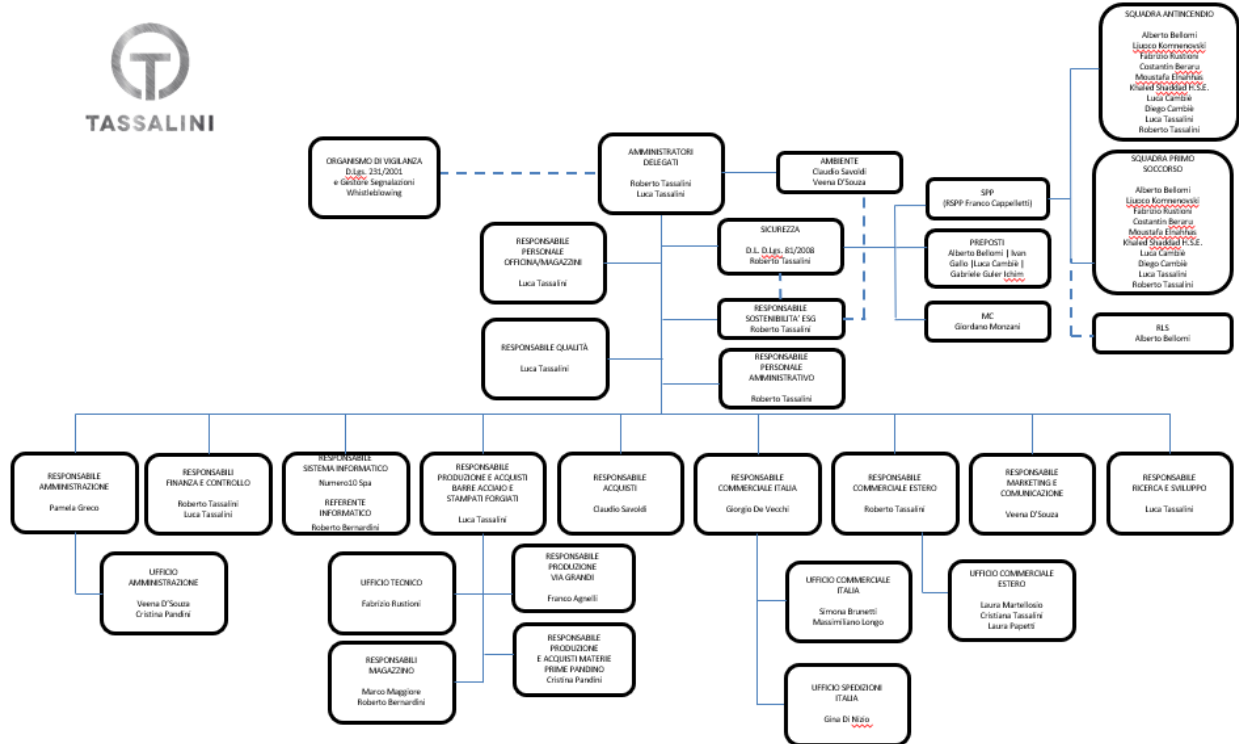 TASSALINI
SQUADRA ANTINCENDIO
Alberto Bellomi
Ljupco Komnenovski
Fabrizio Rustioni
Costantin Beraru
Moustafa Elnahhas
Khaled Shaddad H.S.E.
Luca Cambiè
Diego Cambiè
Luca Tassalini
Roberto Tassalini
ORGANISMO DI VIGILANZA
D.Lgs. 231/2001
e Gestore Segnalazioni
Whistleblowing
AMMINISTRATORI
DELEGATI
Roberto Tassalini
Luca Tassalini
AMBIENTE
Claudio Savoldi
Veena D'Souza
SPP
(RSPP Franco Cappelletti)
SQUADRA PRIMO
SOCCORSO
Alberto Bellomi
Ljupco Komnenovski
Fabrizio Rustioni
Costantin Beraru
Moustafa Elnahhas
Khaled Shaddad H.S.E.
Luca Cambiè
Diego Cambiè
Luca Tassalini
Roberto Tassalini
RESPONSABILE
PERSONALE
OFFICINA/MAGAZZINI
Luca Tassalini
SICUREZZA
D.L. D.Lgs. 81/2008
Roberto Tassalini
PREPOSTI
Alberto Bellomi | Ivan
Gallo |Luca Cambiè |
Gabriele Guler Ichim
RESPONSABILE
SOSTENIBILITA' ESG
Roberto Tassalini
MC
Giordano Monzani
RLS
Alberto Bellomi
RESPONSABILE QUALITÀ
Luca Tassalini
RESPONSABILE
PERSONALE
AMMINISTRATIVO
Roberto Tassalini
RESPONSABILE
AMMINISTRAZIONE
Pamela Greco
RESPONSABILI
FINANZA E CONTROLLO
Roberto Tassalini
Luca Tassalini
RESPONSABILE
SISTEMA INFORMATICO
Numero10 Spa
REFERENTE
INFORMATICO
Roberto Bernardini
RESPONSABILE
PRODUZIONE E ACQUISTI
BARRE ACCIAIO E
STAMPATI FORGIATI
Luca Tassalini
RESPONSABILE
ACQUISTI
Claudio Savoldi
RESPONSABILE
COMMERCIALE ITALIA
Giorgio De Vecchi
RESPONSABILE
COMMERCIALE ESTERO
Roberto Tassalini
RESPONSABILE
MARKETING E
COMUNICAZIONE
Veena D'Souza
RESPONSABILE
RICERCA E SVILUPPO
Luca Tassalini
UFFICIO
AMMINISTRAZIONE
Veena D'Souza
Cristina Pandini
UFFICIO TECNICO
Fabrizio Rustioni
RESPONSABILE
PRODUZIONE
VIA GRANDI
Franco Agnelli
UFFICIO COMMERCIALE
ITALIA
Simona Brunetti
Massimiliano Longo
UFFICIO COMMERCIALE
ESTERO
Laura Martellosio
Cristiana Tassalini
Laura Papetti
RESPONSABILI
MAGAZZINO
Marco Maggiore
Roberto Bernardini
RESPONSABILE
PRODUZIONE
E ACQUISTI MATERIE
PRIME PANDINO
Cristina Pandini
UFFICIO SPEDIZIONI
ITALIA
Gina Di Nizio